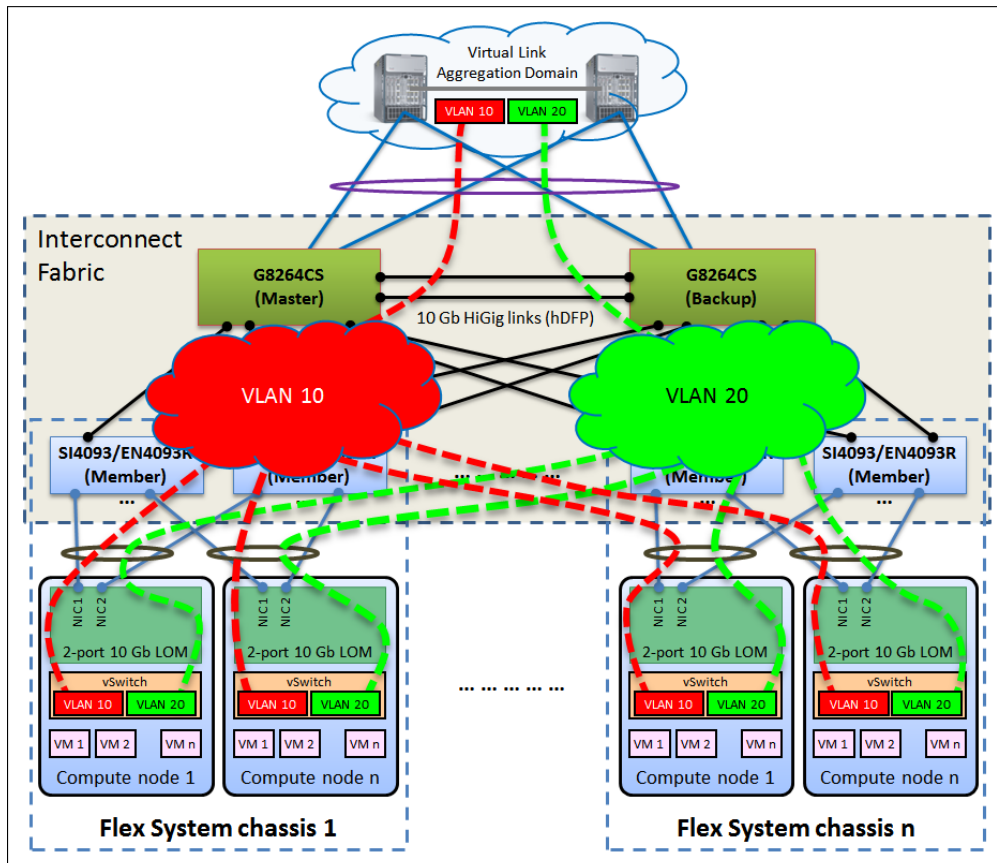 Virtual Link
Aggregation Domain
VLAN 10 VLAN 20
Interconnect
Fabric
G8264CS
(Master)
G8264CS
(Backup)
10 Gb HiGig links (hDFP)
VLAN 10
VLAN 20
SI4093/EN4093R
(Member)
...
(Member)
... ... ... ... ...
(Member)
...
SI4093/EN4093R
(Member)
...
NIC 1 NIC 2
2-port 10 Gb LOM
vSwitch
VLAN 10 VLAN 20
VM 1 VM 2 VM n
Compute node 1
NIC 1 NIC 2
2-port 10 Gb LOM
vSwitch
VLAN 10 VLAN 20
VM 1 VM 2 VM n
Compute node n
... ... ... ... ...
NIC 1 NIC 2
2-port 10 Gb LOM
vSwitch
VLAN 10 VLAN 20
VM 1 VM 2 VM n
Compute node 1
NIC 1 NIC 2
2-port 10 Gb LOM
vSwitch
VLAN 10 VLAN 20
VM 1 VM 2 VM n
Compute node n
Flex System chassis 1
Flex System chassis n